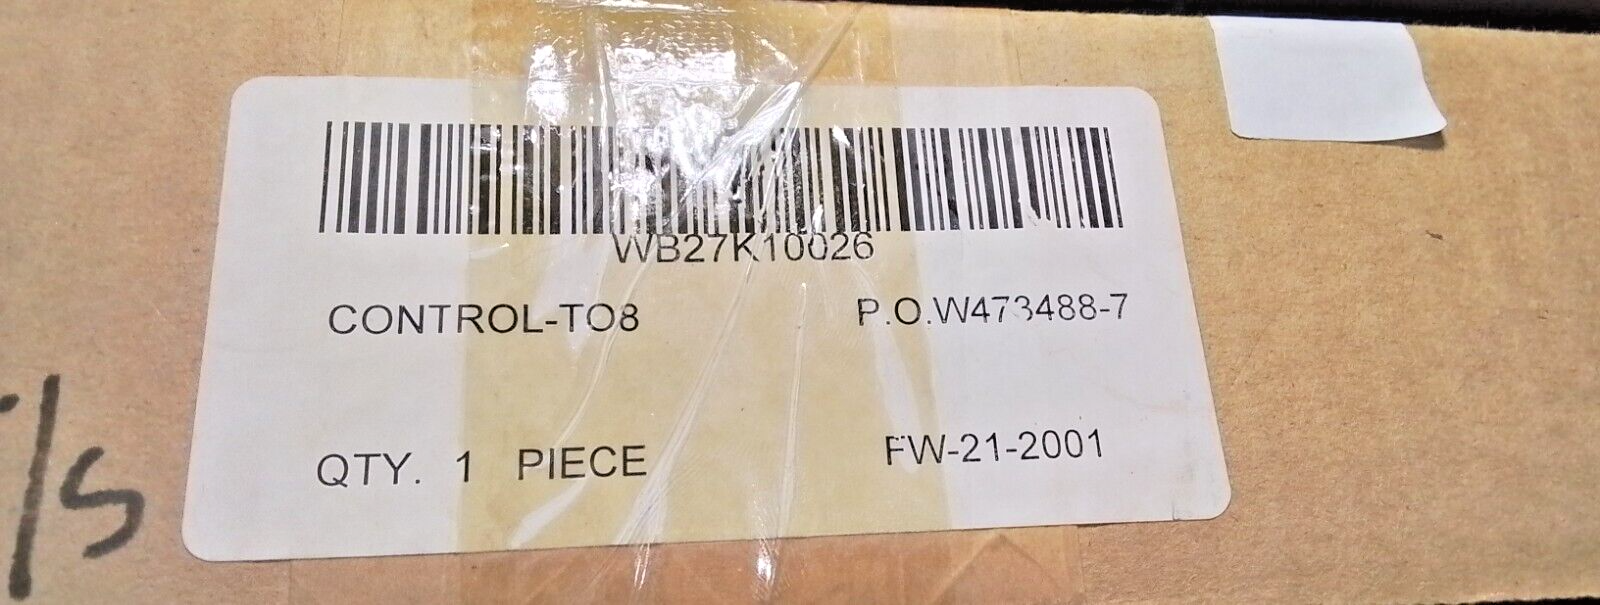 WB27K10026
CONTROL-TO8 P.O.W473488-7
QTY. 1 PIECE FW-21-2001
/S